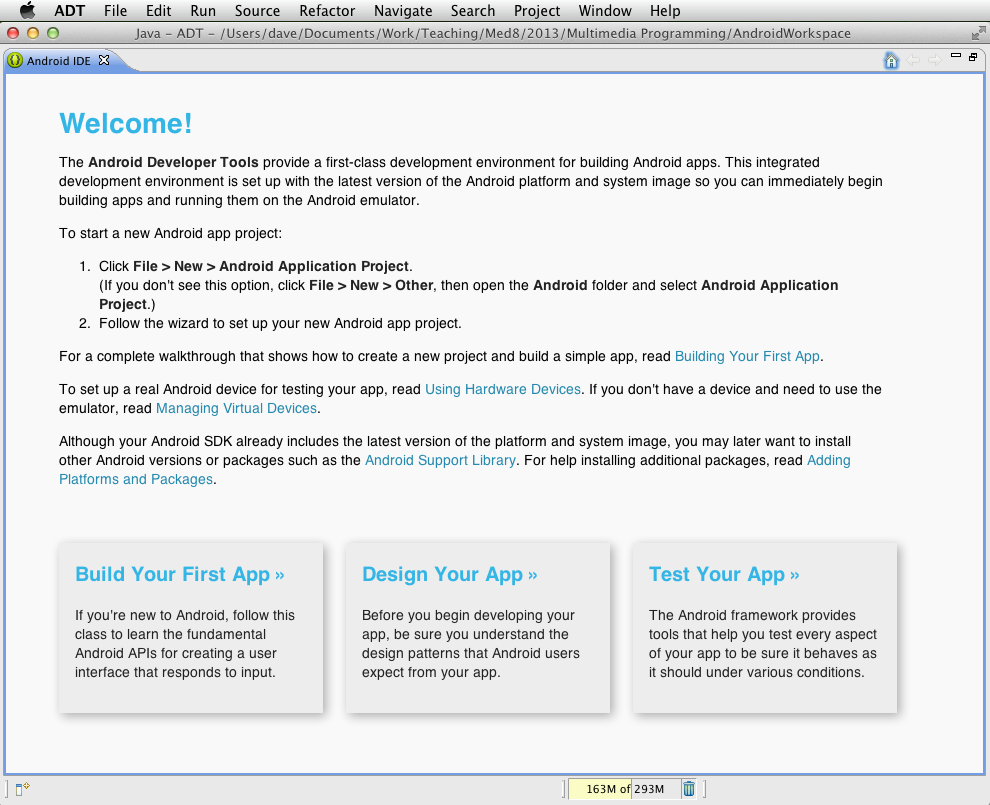 ADT File Edit Run Source Refactor Navigate Search Project Window Help
Java – ADT – /Users/dave/Documents/Work/Teaching/Med8/2013/Multimedia Programming/AndroidWorkspace
Android IDE
Welcome!
The Android Developer Tools provide a first-class development environment for building Android apps. This integrated
development environment is set up with the latest version of the Android platform and system image so you can immediately begin
building apps and running them on the Android emulator.
To start a new Android app project:
1. Click File > New > Android Application Project.
(If you don't see this option, click File > New > Other, then open the Android folder and select Android Application
Project.)
2. Follow the wizard to set up your new Android app project.
For a complete walkthrough that shows how to create a new project and build a simple app, read Building Your First App.
To set up a real Android device for testing your app, read Using Hardware Devices. If you don't have a device and need to use the
emulator, read Managing Virtual Devices.
Although your Android SDK already includes the latest version of the platform and system image, you may later want to install
other Android versions or packages such as the Android Support Library. For help installing additional packages, read Adding
Platforms and Packages.
Build Your First App »
If you're new to Android, follow this
class to learn the fundamental
Android APIs for creating a user
interface that responds to input.
Design Your App »
Before you begin developing your
app, be sure you understand the
design patterns that Android users
expect from your app.
Test Your App »
The Android framework provides
tools that help you test every aspect
of your app to be sure it behaves as
it should under various conditions.
163M of 293M